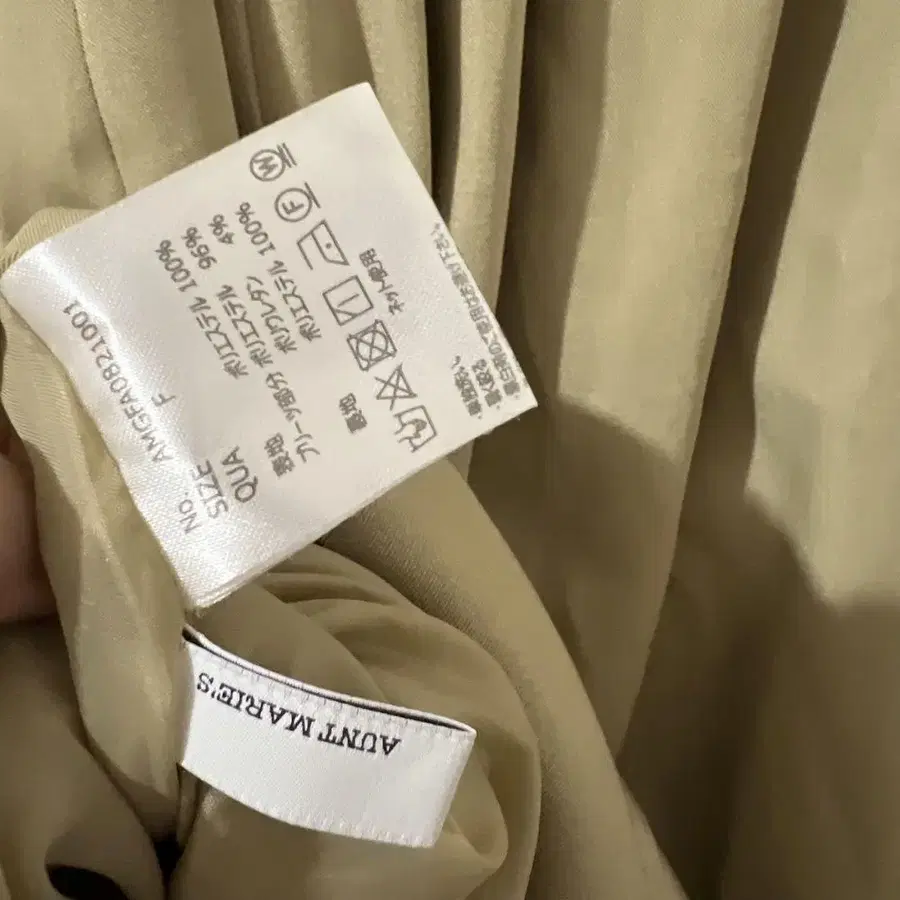 No. AMGFA0821001
SIZE F
QUA
表地 ポリエステル 100%
プリーツ部分 ポリエステル 96%
ポリウレタン 4%
裏地 ポリエステル 100%
F
W
ネット使用
AUNT MARIE'S